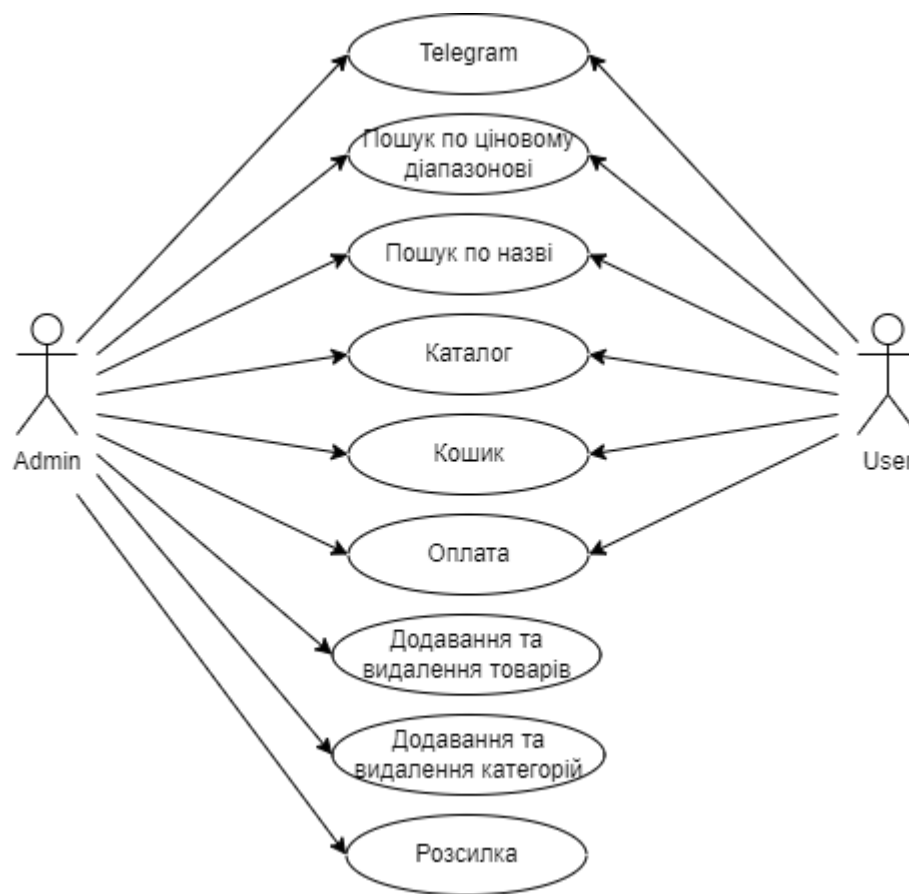 Telegram
Пошук по ціновому
діапазонові
Пошук по назві
Каталог
Кошик
Оплата
Додавання та
видалення товарів
Додавання та
видалення категорій
Розсилка
Admin
User